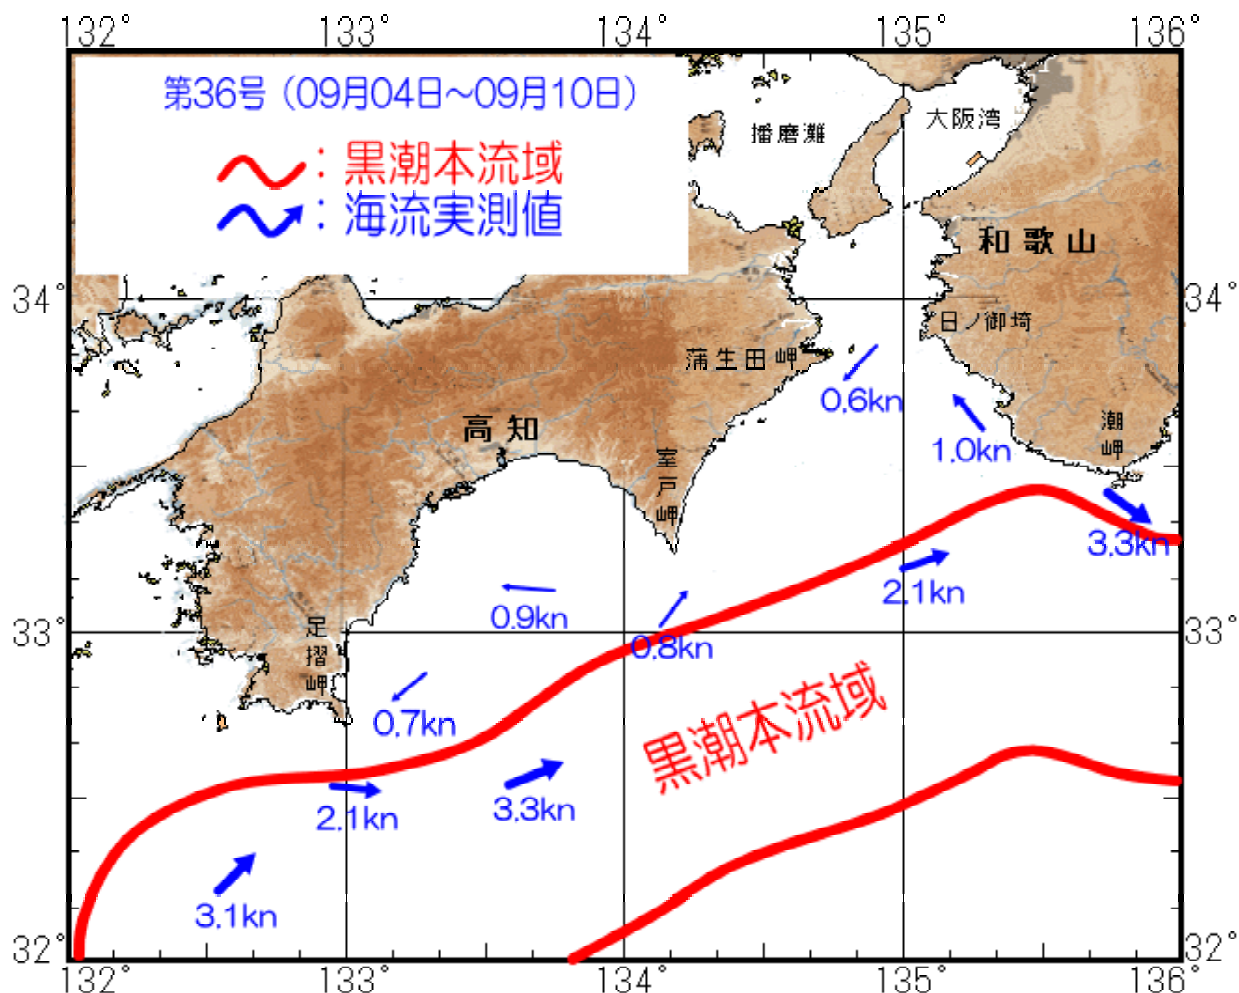 132° 133° 134° 135° 136°
第36号（09月04日～09月10日）
：黒潮本流域
：海流実測値
播磨灘
大阪湾
和歌山
34° 34°
日ノ御埼
蒲生田岬
0.6kn
高知
潮岬
1.0kn
室戸岬
3.3kn
2.1kn
0.9kn
33° 33°
0.8kn
足摺岬
0.7kn
黒潮本流域
3.3kn
2.1kn
3.1kn
32° 32°
132° 133° 134° 135° 136°